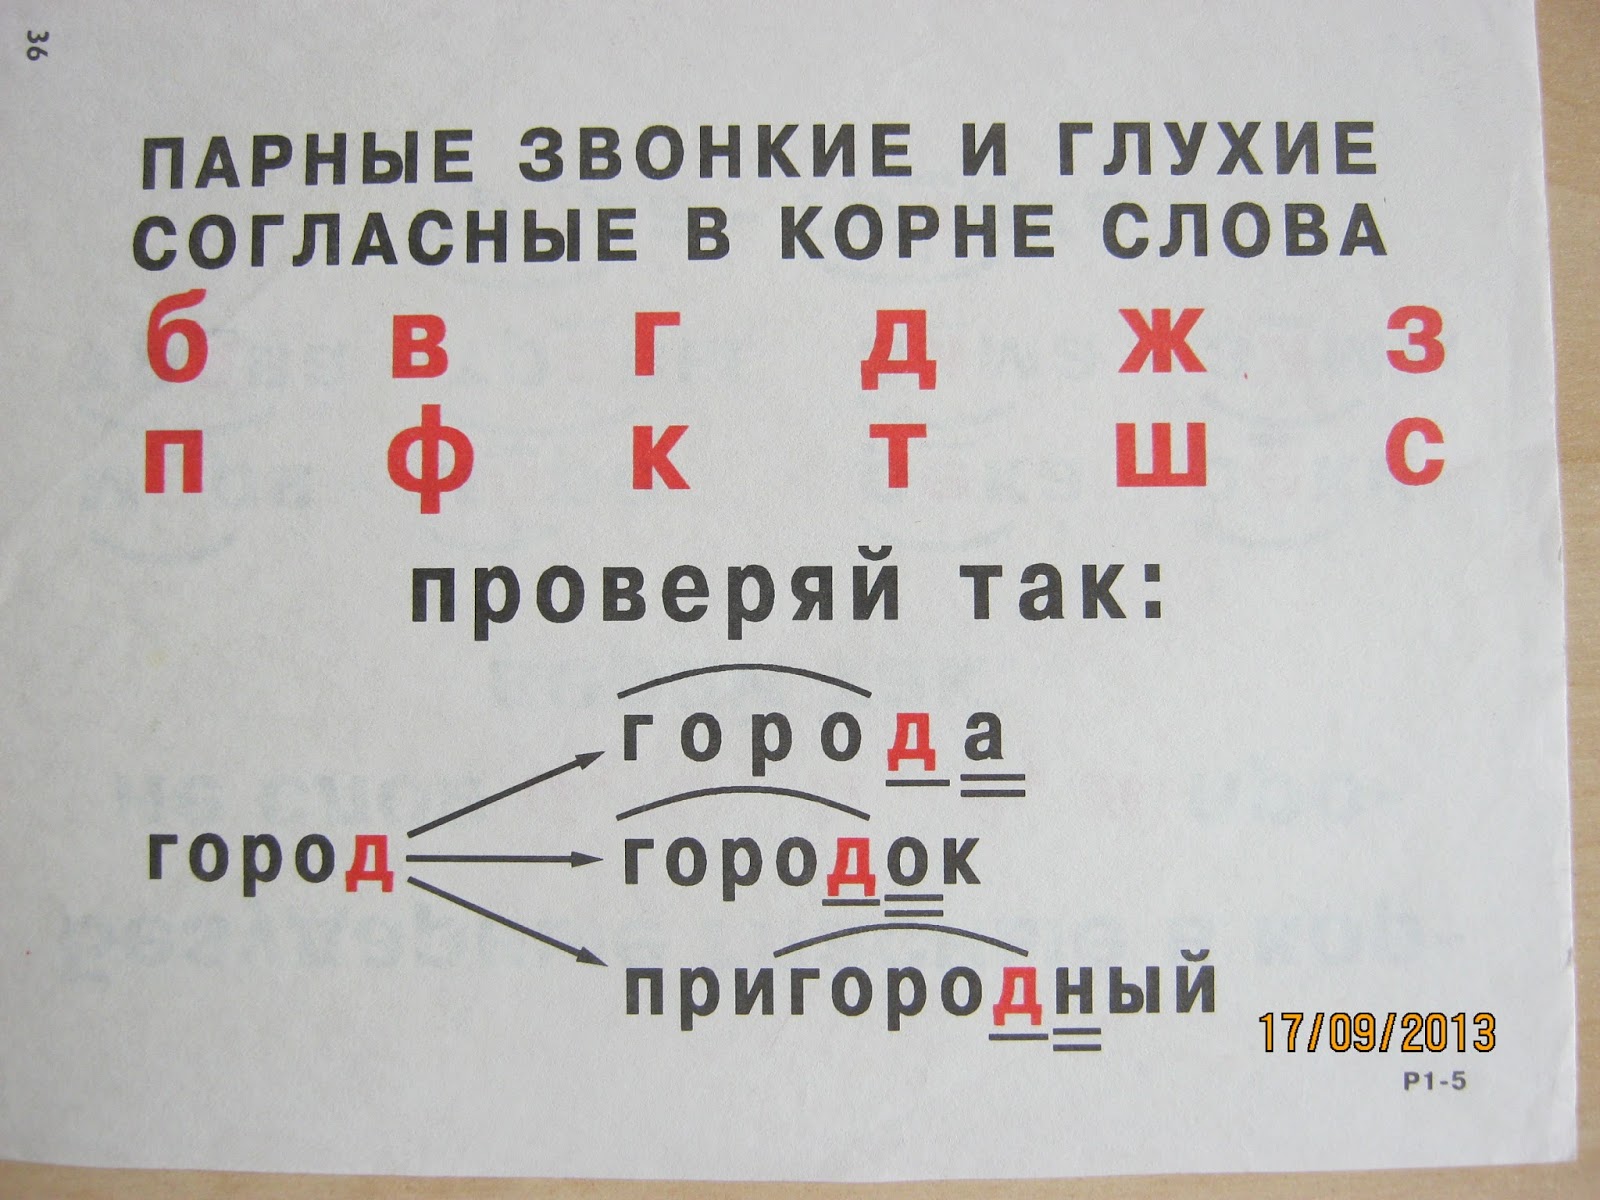 36
ПАРНЫЕ ЗВОНКИЕ И ГЛУХИЕ
СОГЛАСНЫЕ В КОРНЕ СЛОВА
б в г д ж з
п ф к т ш с
проверяй так:
города
город
городок
пригородный
17/09/2013
Р1-5